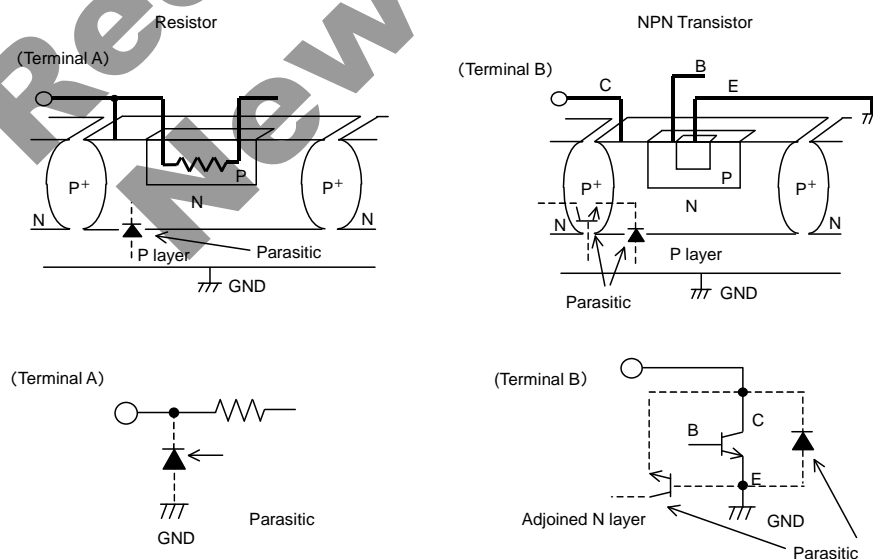 Resistor
(Terminal A)
P
P+
P+
N
N
N
P layer
Parasitic
GND
NPN Transistor
(Terminal B)
C
B
E
P
P+
P+
N
N
N
P layer
Parasitic
GND
(Terminal A)
GND
Parasitic
(Terminal B)
C
B
E
Adjoined N layer
GND
Parasitic
New